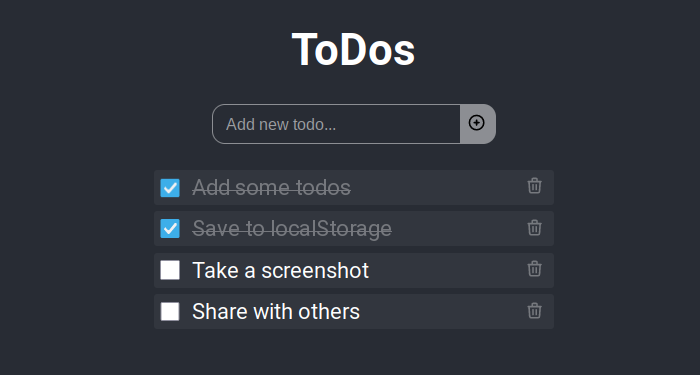 ToDos
Add new todo...
Add some todos
Save to localStorage
Take a screenshot
Share with others